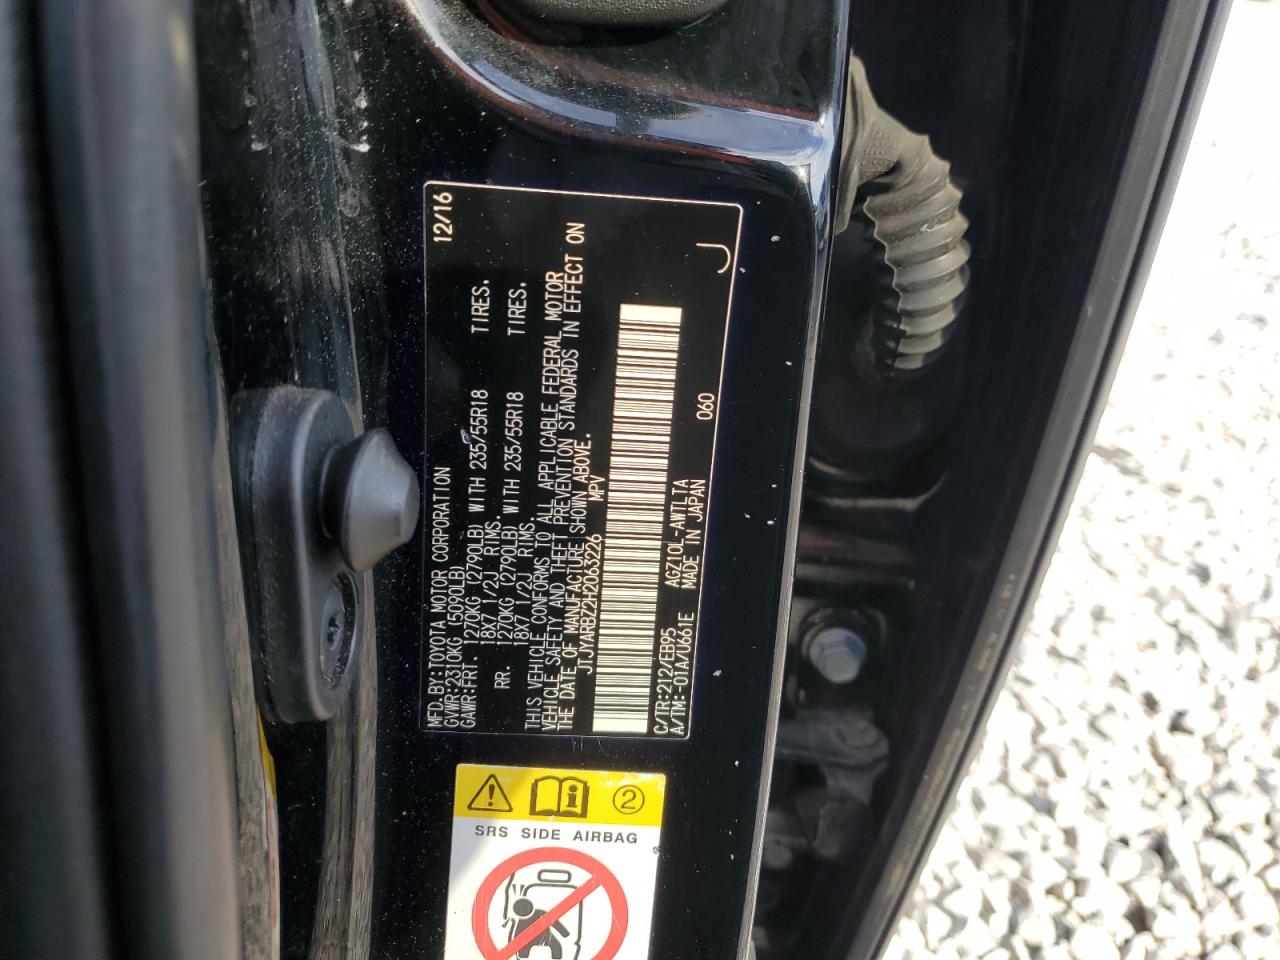 MFD.BY:TOYOTA MOTOR CORPORATION 12/16
GVWR:2310KG (5090LB)
GAWR:FRT. 1270KG (2790LB) WITH 235/55R18 TIRES.
18X7 1/2J RIMS.
RR. 1270KG (2790LB) WITH 235/55R18 TIRES.
18X7 1/2J RIMS.
THIS VEHICLE CONFORMS TO ALL APPLICABLE FEDERAL MOTOR
VEHICLE SAFETY AND THEFT PREVENTION STANDARDS IN EFFECT ON
THE DATE OF MANUFACTURE SHOWN ABOVE.
JTJYARBZ2H2063226 MPV
C/TR:212/EB95 AGZ10L-AWTLTA 060
A/TM:-01A/U661E MADE IN JAPAN J
2
SRS SIDE AIRBAG